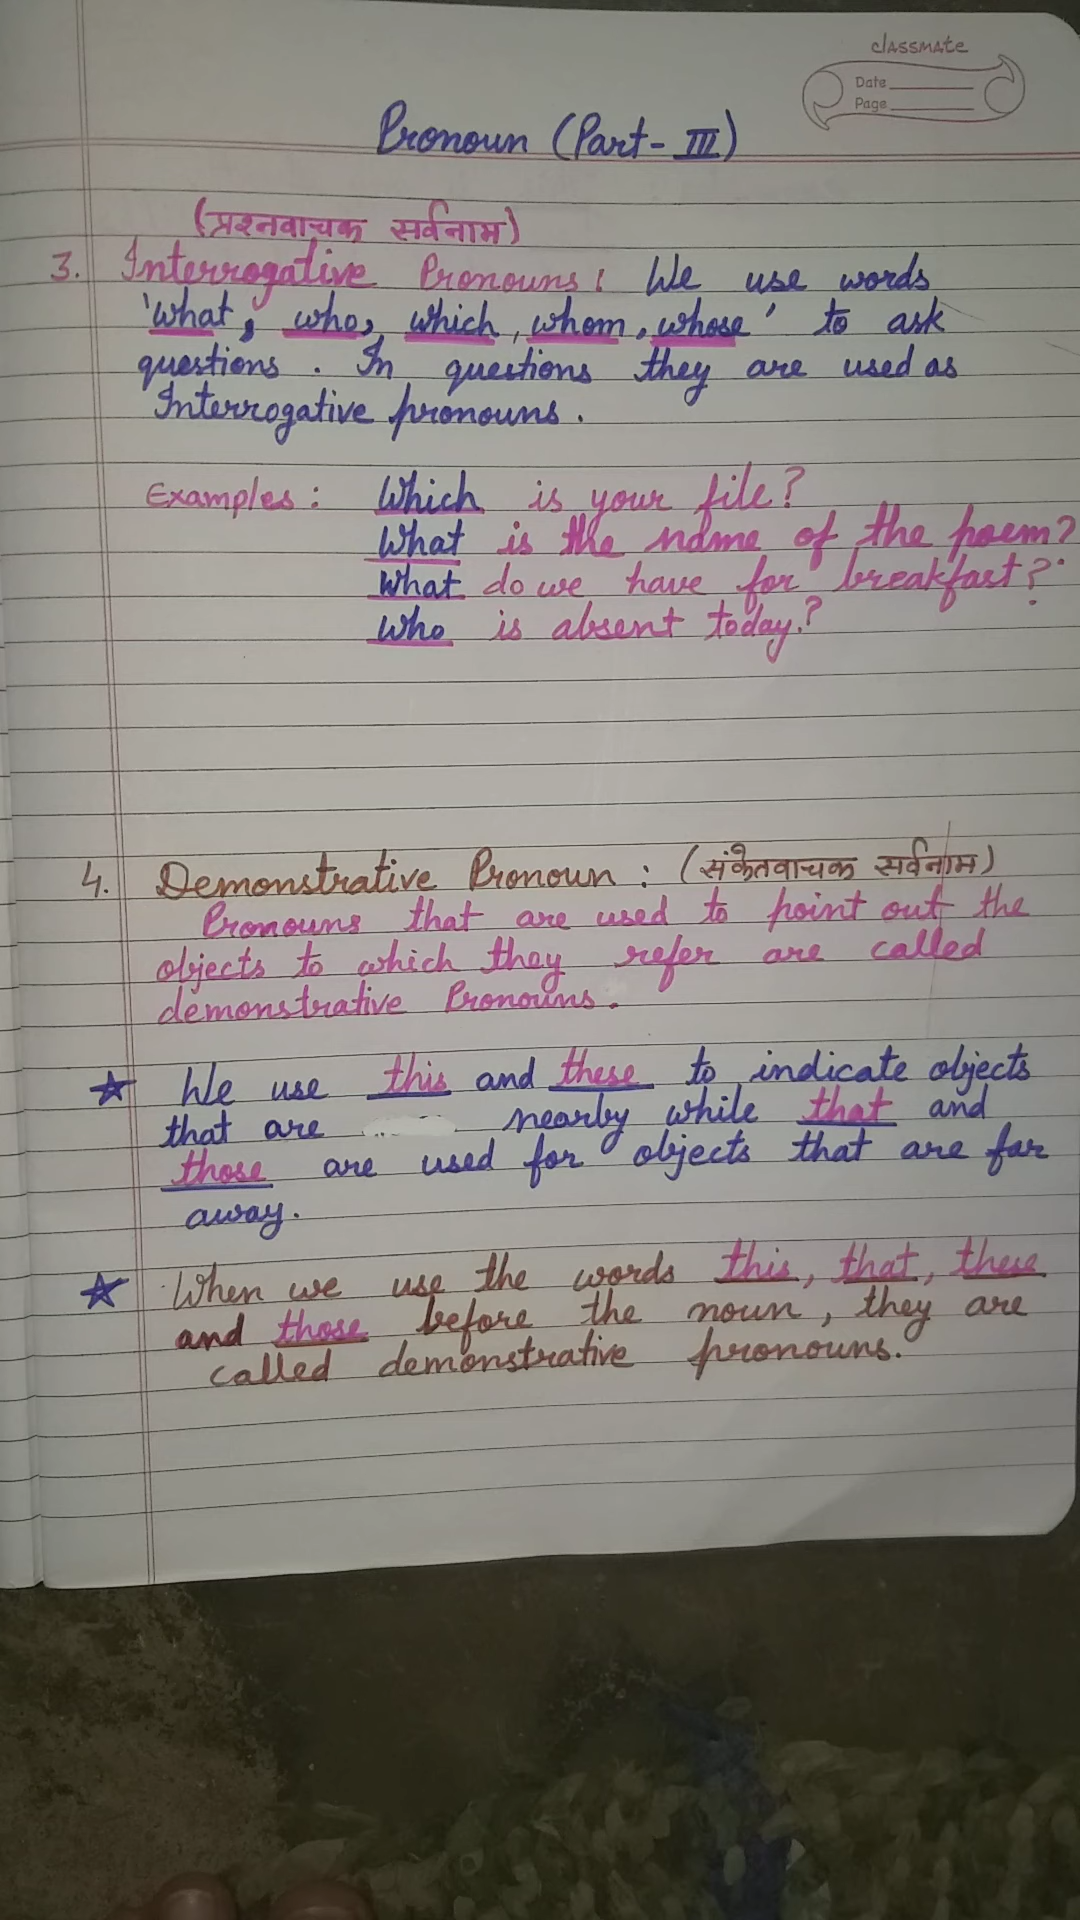 classmate
Date
Page
Pronoun (Part-III)
(प्रश्नवाचक सर्वनाम)
3. Interrogative Pronouns: We use words
'what, who, which, whom, whose' to ask
questions. In questions they are used as
Interrogative pronouns.
Examples: Which is your file?
What is the name of the poem?
What do we have for breakfast?
Who is absent today?
4. Demonstrative Pronoun: (संकेतवाचक सर्वनाम)
Pronouns that are used to point out the
objects to which they refer are called
demonstrative Pronouns.
☆ We use this and these to indicate objects
that are nearby while that and
those are used for objects that are far
away.
☆ When we use the words this, that, these
and those before the noun, they are
called demonstrative pronouns.